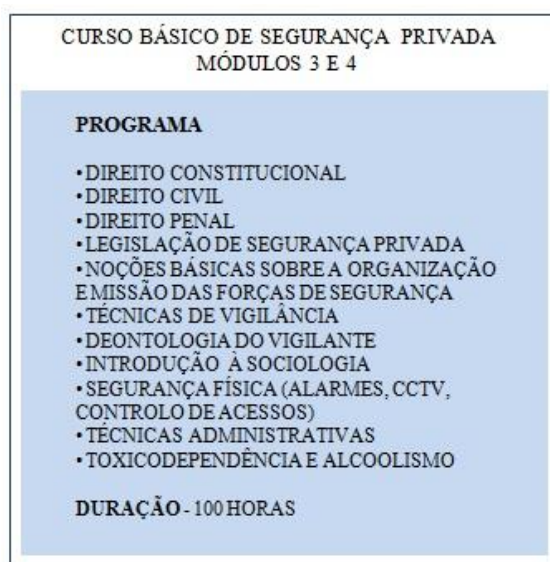 CURSO BÁSICO DE SEGURANÇA PRIVADA
MÓDULOS 3 E 4
PROGRAMA
• DIREITO CONSTITUCIONAL
• DIREITO CIVIL
• DIREITO PENAL
• LEGISLAÇÃO DE SEGURANÇA PRIVADA
• NOÇÕES BÁSICAS SOBRE A ORGANIZAÇÃO
E MISSÃO DAS FORÇAS DE SEGURANÇA
• TÉCNICAS DE VIGILÂNCIA
• DEONTOLOGIA DO VIGILANTE
• INTRODUÇÃO À SOCIOLOGIA
• SEGURANÇA FÍSICA (ALARMES, CCTV,
CONTROLO DE ACESSOS)
• TÉCNICAS ADMINISTRATIVAS
• TOXICODEPENDÊNCIA E ALCOOLISMO
DURAÇÃO - 100 HORAS